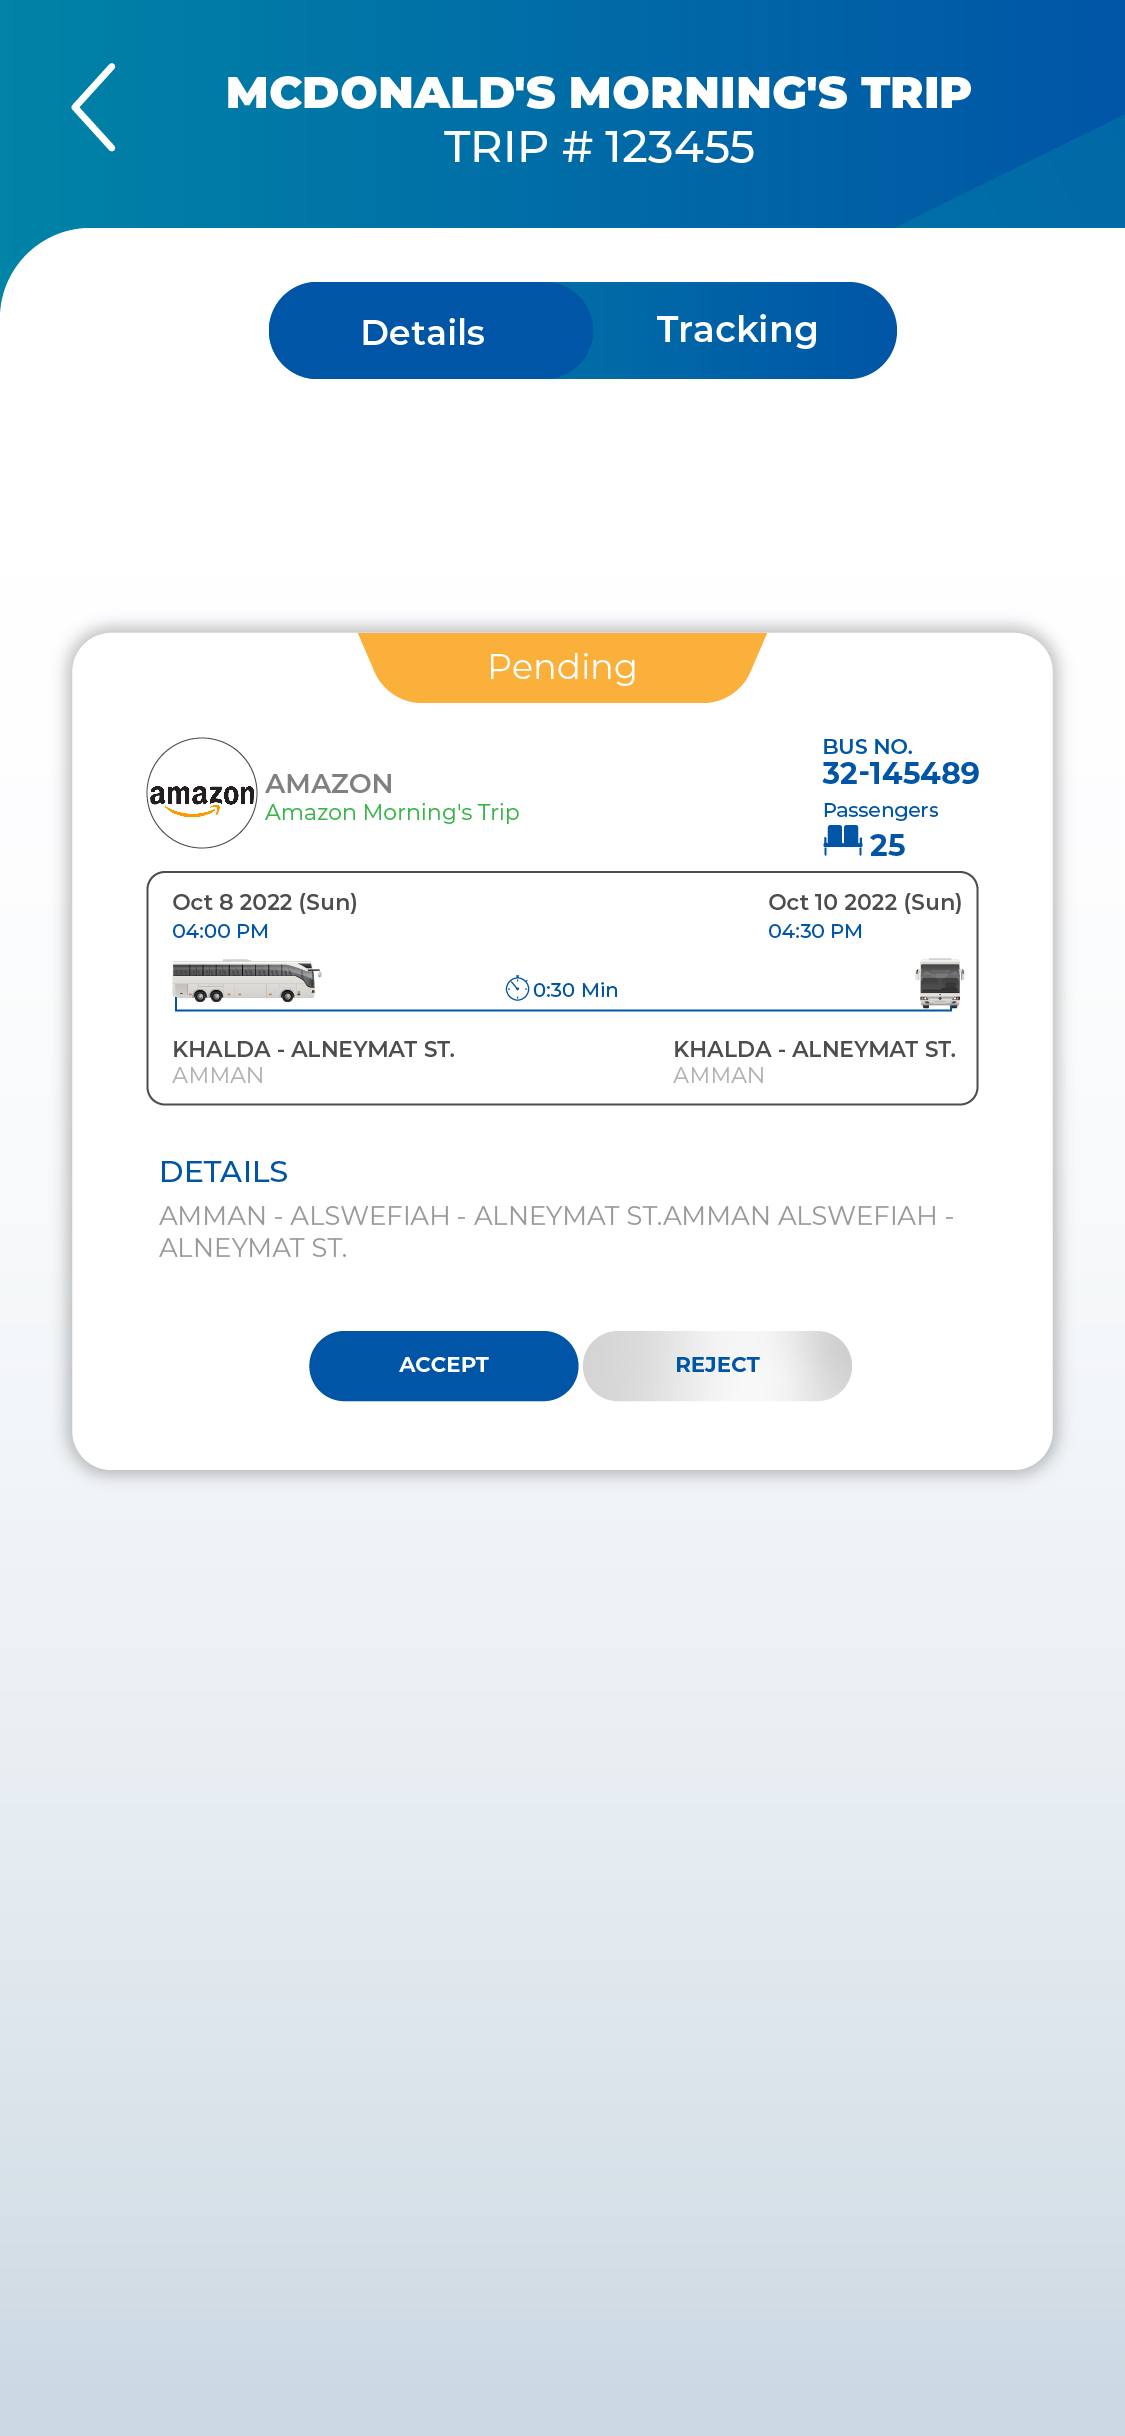 MCDONALD'S MORNING'S TRIP
TRIP # 123455
Details
Tracking
Pending
amazon
AMAZON
Amazon Morning's Trip
BUS NO.
32-145489
Passengers
25
Oct 8 2022 (Sun)
04:00 PM
Oct 10 2022 (Sun)
04:30 PM
0:30 Min
KHALDA - ALNEYMAT ST.
AMMAN
KHALDA - ALNEYMAT ST.
AMMAN
DETAILS
AMMAN - ALSWEFIAH - ALNEYMAT ST.AMMAN ALSWEFIAH -
ALNEYMAT ST.
ACCEPT
REJECT